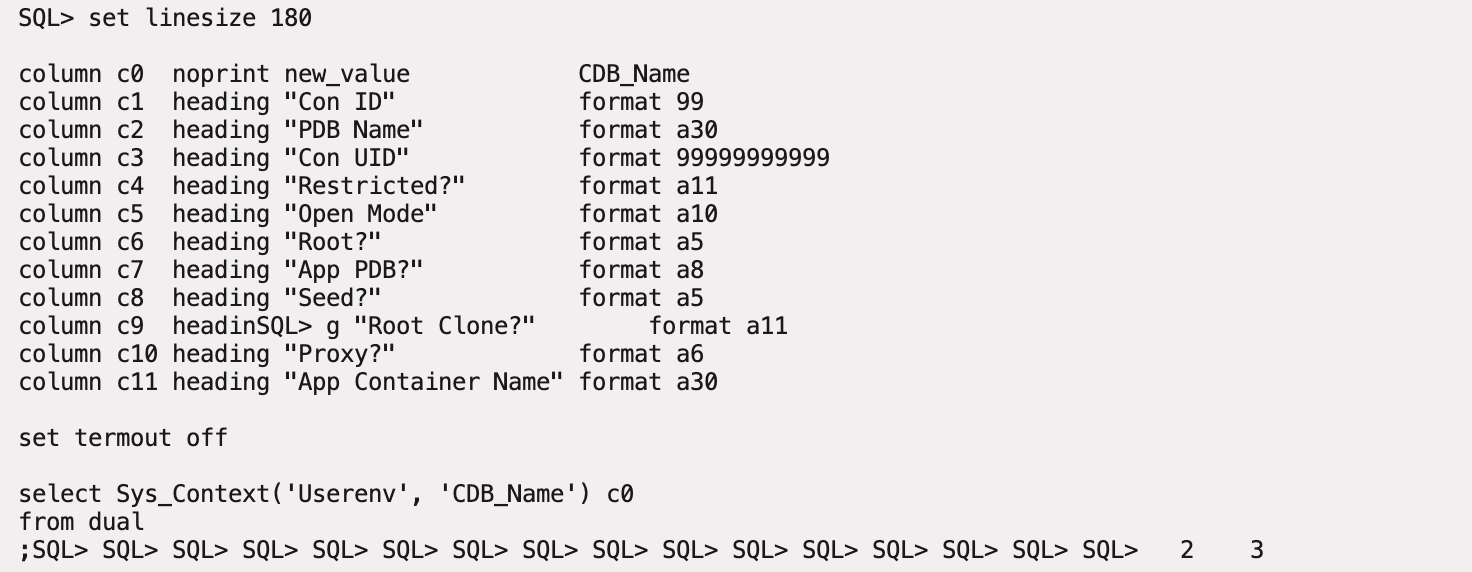 SQL> set linesize 180
column c0  noprint new_value            CDB_Name
column c1  heading "Con ID"             format 99
column c2  heading "PDB Name"           format a30
column c3  heading "Con UID"            format 99999999999
column c4  heading "Restricted?"        format a11
column c5  heading "Open Mode"          format a10
column c6  heading "Root?"              format a5
column c7  heading "App PDB?"           format a8
column c8  heading "Seed?"              format a5
column c9  headinSQL> g "Root Clone?"        format a11
column c10 heading "Proxy?"             format a6
column c11 heading "App Container Name" format a30
set termout off
select Sys_Context('Userenv', 'CDB_Name') c0
from dual
;SQL> SQL> SQL> SQL> SQL> SQL> SQL> SQL> SQL> SQL> SQL> SQL> SQL> SQL> SQL> SQL>   2    3